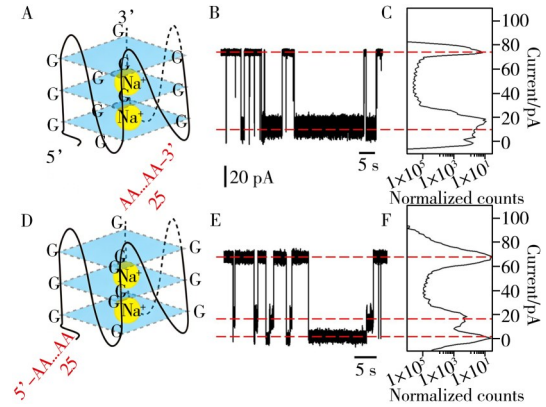 A
3'
G
G
G
G
G
G
Na⁺
G
G
Na⁺
G
G
G
5'
AA...AA-3'
25
B
20 pA
5 s
C
100
80
60
40
20
0
Current/pA
1×10⁵
1×10³
1×10¹
Normalized counts
D
3'
G
G
G
G
G
G
Na⁺
G
G
Na⁺
G
G
G
5'-AA...AA
25
E
5 s
F
100
80
60
40
20
0
Current/pA
1×10⁵
1×10³
1×10¹
Normalized counts